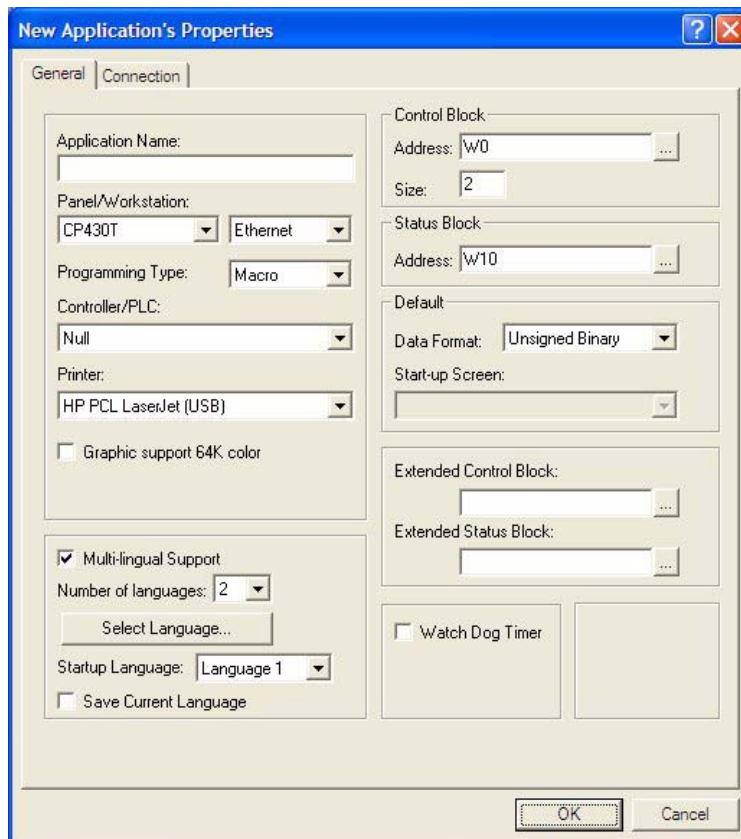 New Application's Properties
General
Connection
Application Name:
Panel/Workstation:
CP430T
Ethernet
Programming Type:
Macro
Controller/PLC:
Null
Printer:
HP PCL LaserJet (USB)
Graphic support 64K color
Multi-lingual Support
Number of languages: 2
Select Language...
Startup Language: Language 1
Save Current Language
Control Block
Address: W0 ...
Size: 2
Status Block
Address: W10 ...
Default
Data Format: Unsigned Binary
Start-up Screen:
Extended Control Block:
...
Extended Status Block:
...
Watch Dog Timer
OK
Cancel